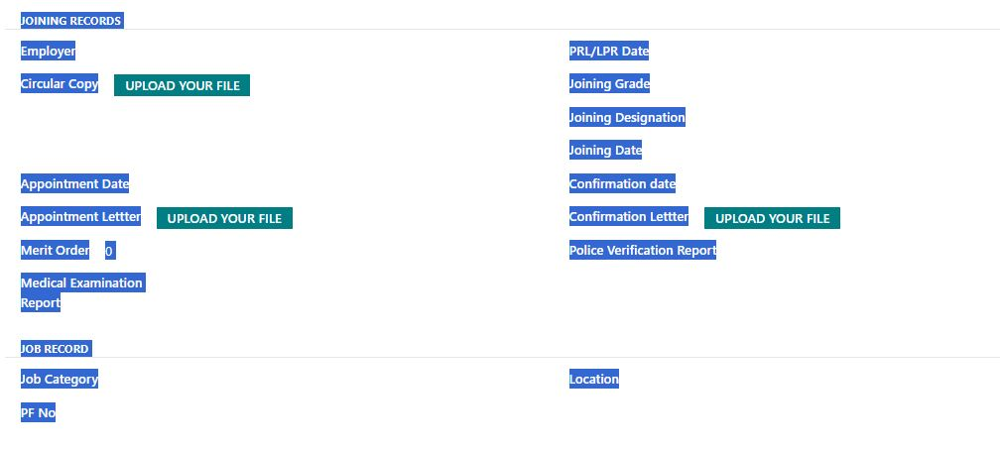 JOINING RECORDS
Employer
PRL/LPR Date
Circular Copy UPLOAD YOUR FILE
Joining Grade
Joining Designation
Joining Date
Appointment Date
Confirmation date
Appointment Lettter UPLOAD YOUR FILE
Confirmation Lettter UPLOAD YOUR FILE
Merit Order 0
Police Verification Report
Medical Examination
Report
JOB RECORD
Job Category
Location
PF No